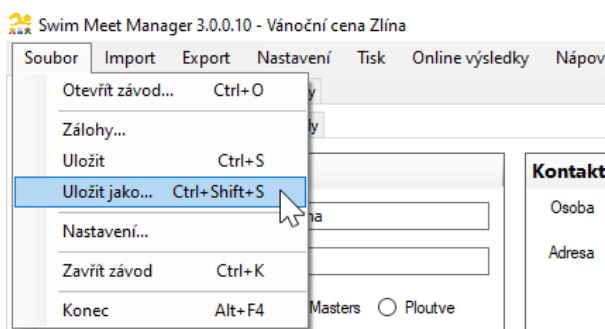 Swim Meet Manager 3.0.0.10 - Vánoční cena Zlína
Soubor Import Export Nastavení Tisk Online výsledky
Otevřít závod... Ctrl+O
Zálohy...
Uložit Ctrl+S
Uložit jako... Ctrl+Shift+S
Nastavení...
Zavřít závod Ctrl+K
Konec Alt+F4
Masters Ploutve
Kontakt
Osoba
Adresa